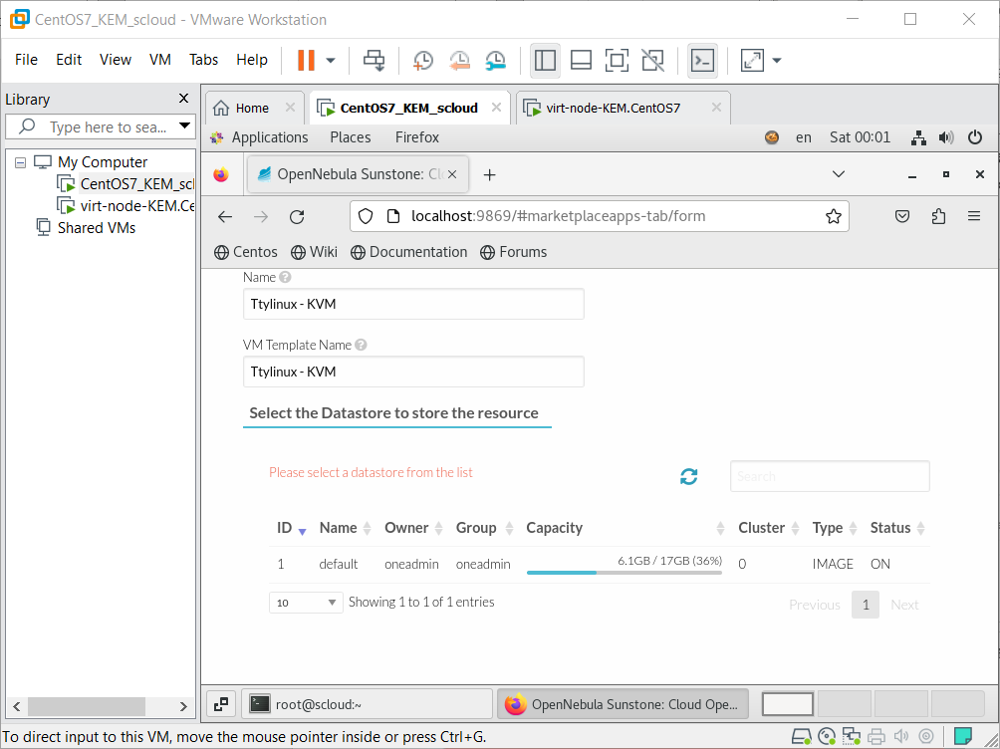 CentOS7_KEM_scloud - VMware Workstation
File Edit View VM Tabs Help
Library
Type here to sea...
My Computer
CentOS7_KEM_scl
virt-node-KEM.Ce
Shared VMs
Home
CentOS7_KEM_scloud
virt-node-KEM.CentOS7
Applications Places Firefox
en Sat 00:01
OpenNebula Sunstone: Cl
localhost:9869/#marketplaceapps-tab/form
Centos Wiki Documentation Forums
Name
Ttylinux - KVM
VM Template Name
Ttylinux - KVM
Select the Datastore to store the resource
Please select a datastore from the list
Search
ID Name Owner Group Capacity Cluster Type Status
1 default oneadmin oneadmin 6.1GB / 17GB (36%) 0 IMAGE ON
10 Showing 1 to 1 of 1 entries
Previous 1 Next
root@scloud:~
OpenNebula Sunstone: Cloud Ope...
To direct input to this VM, move the mouse pointer inside or press Ctrl+G.